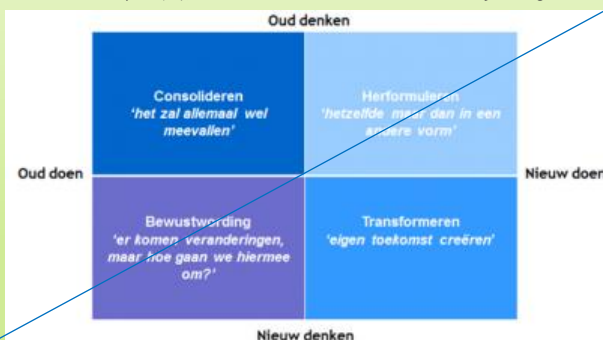 Oud denken
Consolideren
'het zal allemaal wel
meevallen'
Herformuleren
'hetzelfde maar dan in een
andere vorm'
Oud doen
Nieuw doen
Bewustwording
'er komen veranderingen,
maar hoe gaan we hiermee
om?'
Transformeren
'eigen toekomst creëren'
Nieuw denken